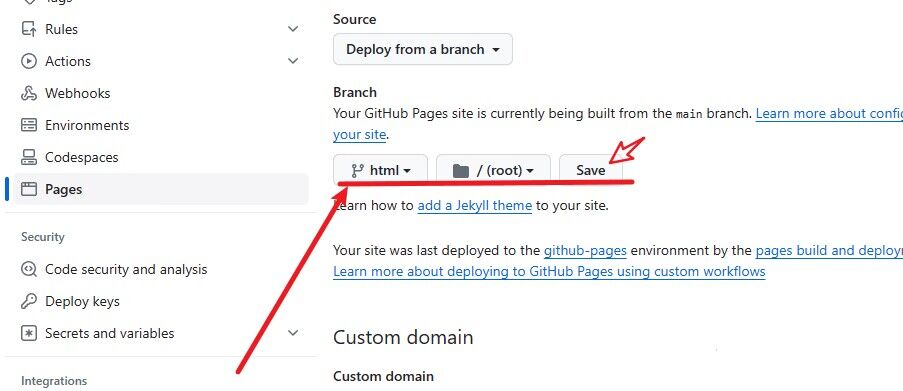 Tags
Rules
Actions
Webhooks
Environments
Codespaces
Pages
Security
Code security and analysis
Deploy keys
Secrets and variables
Integrations
Source
Deploy from a branch
Branch
Your GitHub Pages site is currently being built from the main branch. Learn more about
your site.
html
/ (root)
Save
Learn how to add a Jekyll theme to your site.
Your site was last deployed to the github-pages environment by the pages build and
Learn more about deploying to GitHub Pages using custom workflows
Custom domain
Custom domain